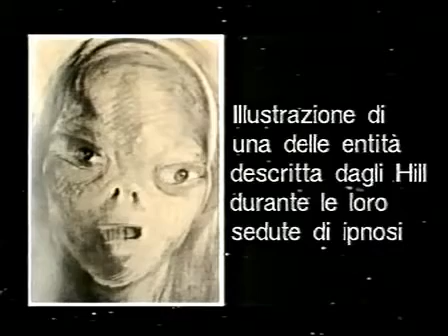 Illustrazione di
una delle entità
descritta dagli Hill
durante le loro
sedute di ipnosi